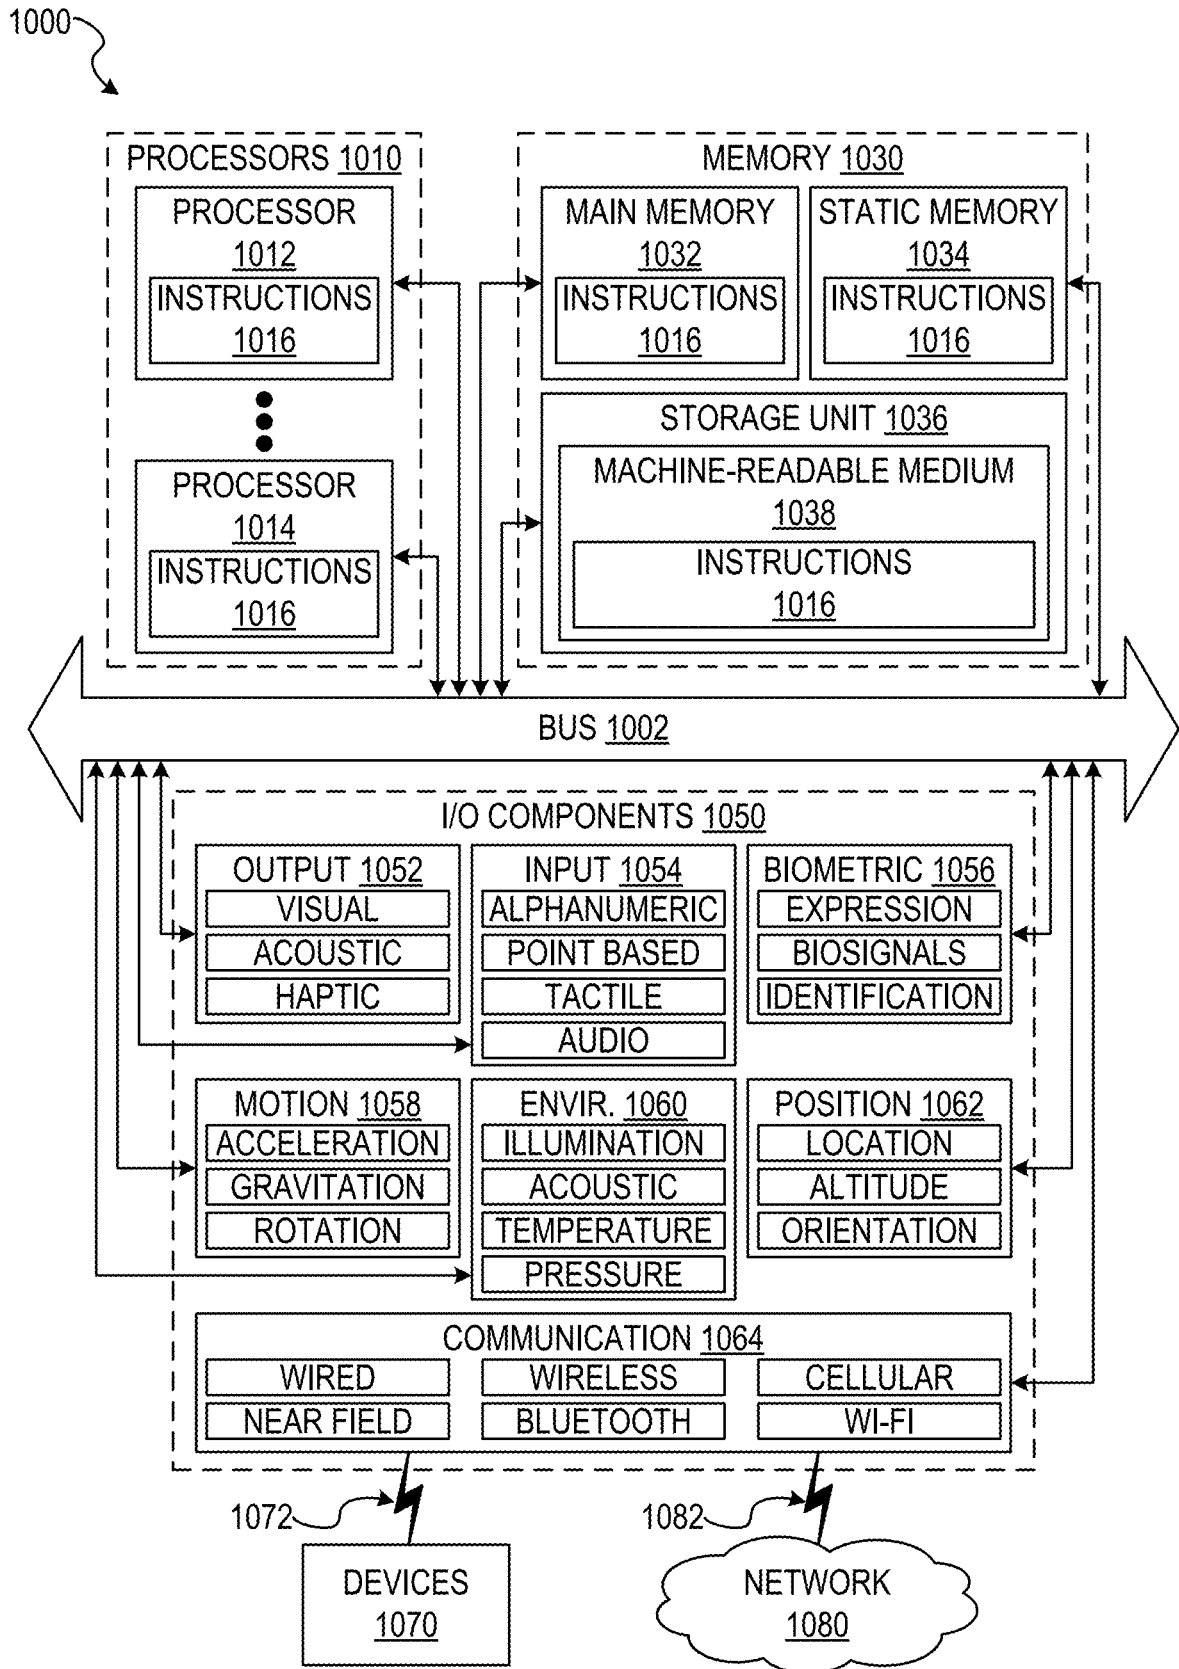 1000
PROCESSORS 1010
PROCESSOR
1012
INSTRUCTIONS
1016
PROCESSOR
1014
INSTRUCTIONS
1016
MEMORY 1030
MAIN MEMORY
1032
INSTRUCTIONS
1016
STATIC MEMORY
1034
INSTRUCTIONS
1016
STORAGE UNIT 1036
MACHINE-READABLE MEDIUM
1038
INSTRUCTIONS
1016
BUS 1002
I/O COMPONENTS 1050
OUTPUT 1052
VISUAL
ACOUSTIC
HAPTIC
INPUT 1054
ALPHANUMERIC
POINT BASED
TACTILE
AUDIO
BIOMETRIC 1056
EXPRESSION
BIOSIGNALS
IDENTIFICATION
MOTION 1058
ACCELERATION
GRAVITATION
ROTATION
ENVIR. 1060
ILLUMINATION
ACOUSTIC
TEMPERATURE
PRESSURE
POSITION 1062
LOCATION
ALTITUDE
ORIENTATION
COMMUNICATION 1064
WIRED
WIRELESS
CELLULAR
NEAR FIELD
BLUETOOTH
WI-FI
1072
1082
DEVICES
1070
NETWORK
1080